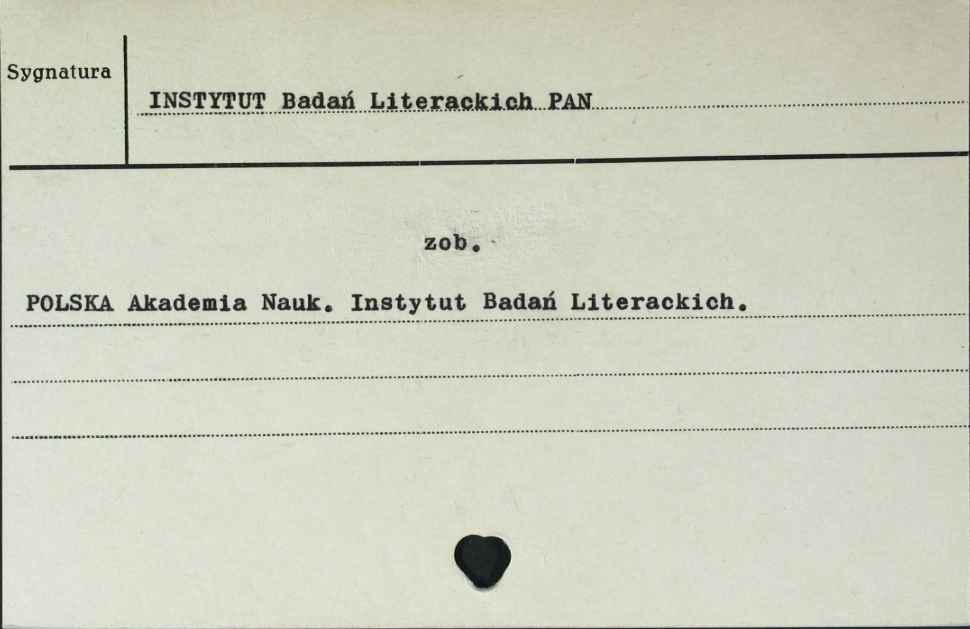 Sygnatura
INSTYTUT Badań Literackich PAN
zob.
POLSKA Akademia Nauk. Instytut Badań Literackich.